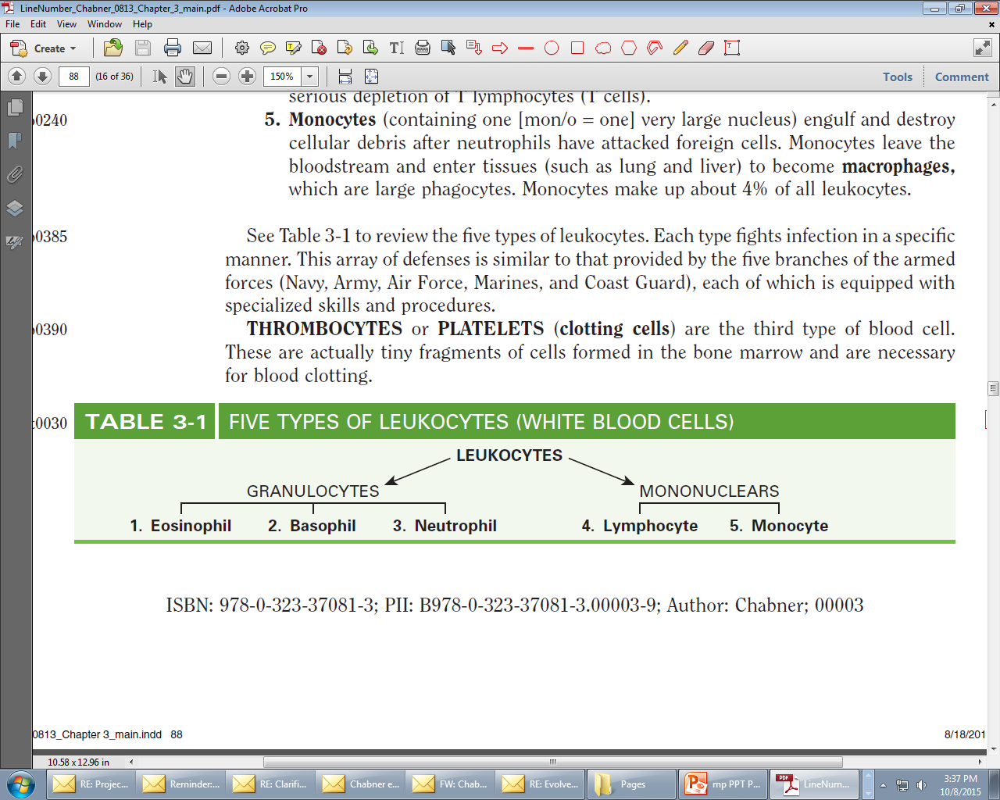 LineNumber_Chabner_0813_Chapter_3_main.pdf - Adobe Acrobat Pro
File Edit View Window Help
Create
88 (16 of 36) 150% Tools Comment
serious depletion of T lymphocytes (T cells).
0240 5. Monocytes (containing one [mon/o = one] very large nucleus) engulf and destroy
cellular debris after neutrophils have attacked foreign cells. Monocytes leave the
bloodstream and enter tissues (such as lung and liver) to become macrophages,
which are large phagocytes. Monocytes make up about 4% of all leukocytes.
0385 See Table 3-1 to review the five types of leukocytes. Each type fights infection in a specific
manner. This array of defenses is similar to that provided by the five branches of the armed
forces (Navy, Army, Air Force, Marines, and Coast Guard), each of which is equipped with
specialized skills and procedures.
0390 THROMBOCYTES or PLATELETS (clotting cells) are the third type of blood cell.
These are actually tiny fragments of cells formed in the bone marrow and are necessary
for blood clotting.
t0030 TABLE 3-1 FIVE TYPES OF LEUKOCYTES (WHITE BLOOD CELLS)
LEUKOCYTES
GRANULOCYTES MONONUCLEARS
1. Eosinophil 2. Basophil 3. Neutrophil 4. Lymphocyte 5. Monocyte
ISBN: 978-0-323-37081-3; PII: B978-0-323-37081-3.00003-9; Author: Chabner; 00003
0813_Chapter 3_main.indd 88 8/18/201
10.58 x 12.96 in
RE: Projec... Reminder:... RE: Clarifi... Chabner e... FW: Chab... RE: Evolve... Pages mp PPT P... LineNum... 3:37 PM
10/8/2015